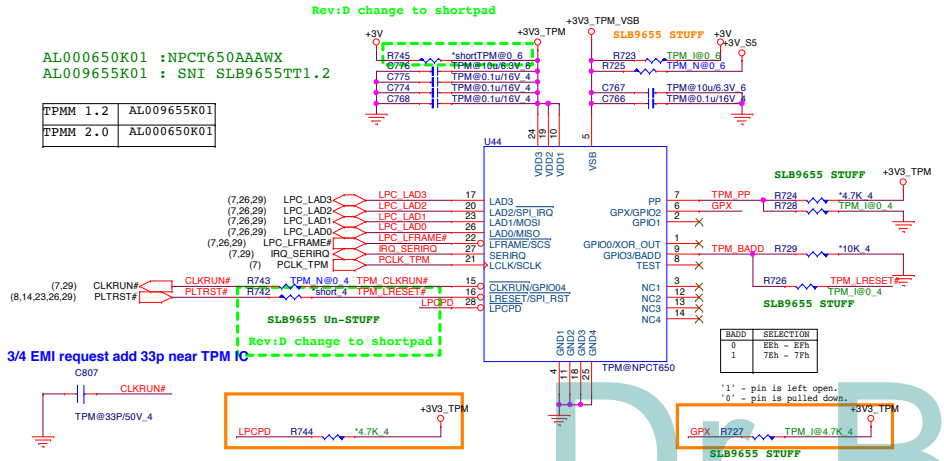 Rev:D change to shortpad
AL000650K01 :NPCT650AAAWX
AL009655K01 : SNI SLB9655TT1.2
TPMM 1.2 AL009655K01
TPMM 2.0 AL000650K01
+3V
+3V3_TPM
+3V3_TPM_VSB
SLB9655 STUFF
+3V
+3V_S5
R745 *shortTPM@0_6
C776 TPM@10u/6.3V_6
C775 TPM@0.1u/16V_4
C774 TPM@0.1u/16V_4
C768 TPM@0.1u/16V_4
R723 TPM_I@0_6
R725 TPM_N@0_6
C767 TPM@10u/6.3V_6
C766 TPM@0.1u/16V_4
24 19 10 5
U44
VDD3 VDD2 VDD1 VSB
(7,26,29) LPC_LAD3 LPC_LAD3 17 LAD3
(7,26,29) LPC_LAD2 LPC_LAD2 20 LAD2/SPI_IRQ
(7,26,29) LPC_LAD1 LPC_LAD1 23 LAD1/MOSI
(7,26,29) LPC_LAD0 LPC_LAD0 26 LAD0/MISO
(7,26,29) LPC_LFRAME# LPC_LFRAME# 22 LFRAME/SCS
(7,29) IRQ_SERIRQ IRQ_SERIRQ 27 SERIRQ
(7) PCLK_TPM PCLK_TPM 21 LCLK/SCLK
(7,29) CLKRUN# CLKRUN# R743 TPM_N@0_4 TPM_CLKRUN# 15 CLKRUN/GPIO04
(8,14,23,26,29) PLTRST# PLTRST# R742 *short_4 TPM_LRESET# 16 LRESET/SPI_RST
LPCPD 28 LPCPD
SLB9655 Un-STUFF
Rev:D change to shortpad
PP 7 TPM_PP
GPX/GPIO2 6 GPX
GPIO1 2
GPIO0/XOR_OUT 1
GPIO3/BADD 9 TPM_BADD
TEST 8
NC1 3
NC2 12
NC3 13
NC4 14
GND1 GND2 GND3 GND4
4 11 18 25
TPM@NPCT650
SLB9655 STUFF
+3V3_TPM
R724 *4.7K_4
R728 TPM_I@0_4
R729 *10K_4
R726 TPM_LRESET#
TPM_I@0_4
SLB9655 STUFF
BADD SELECTION
0 EEh - EFh
1 7Eh - 7Fh
'1' - pin is left open.
'0' - pin is pulled down.
3/4 EMI request add 33p near TPM IC
C807
CLKRUN#
TPM@33P/50V_4
+3V3_TPM
LPCPD R744 *4.7K_4
+3V3_TPM
GPX R727 TPM_I@4.7K_4
SLB9655 STUFF
Dr B